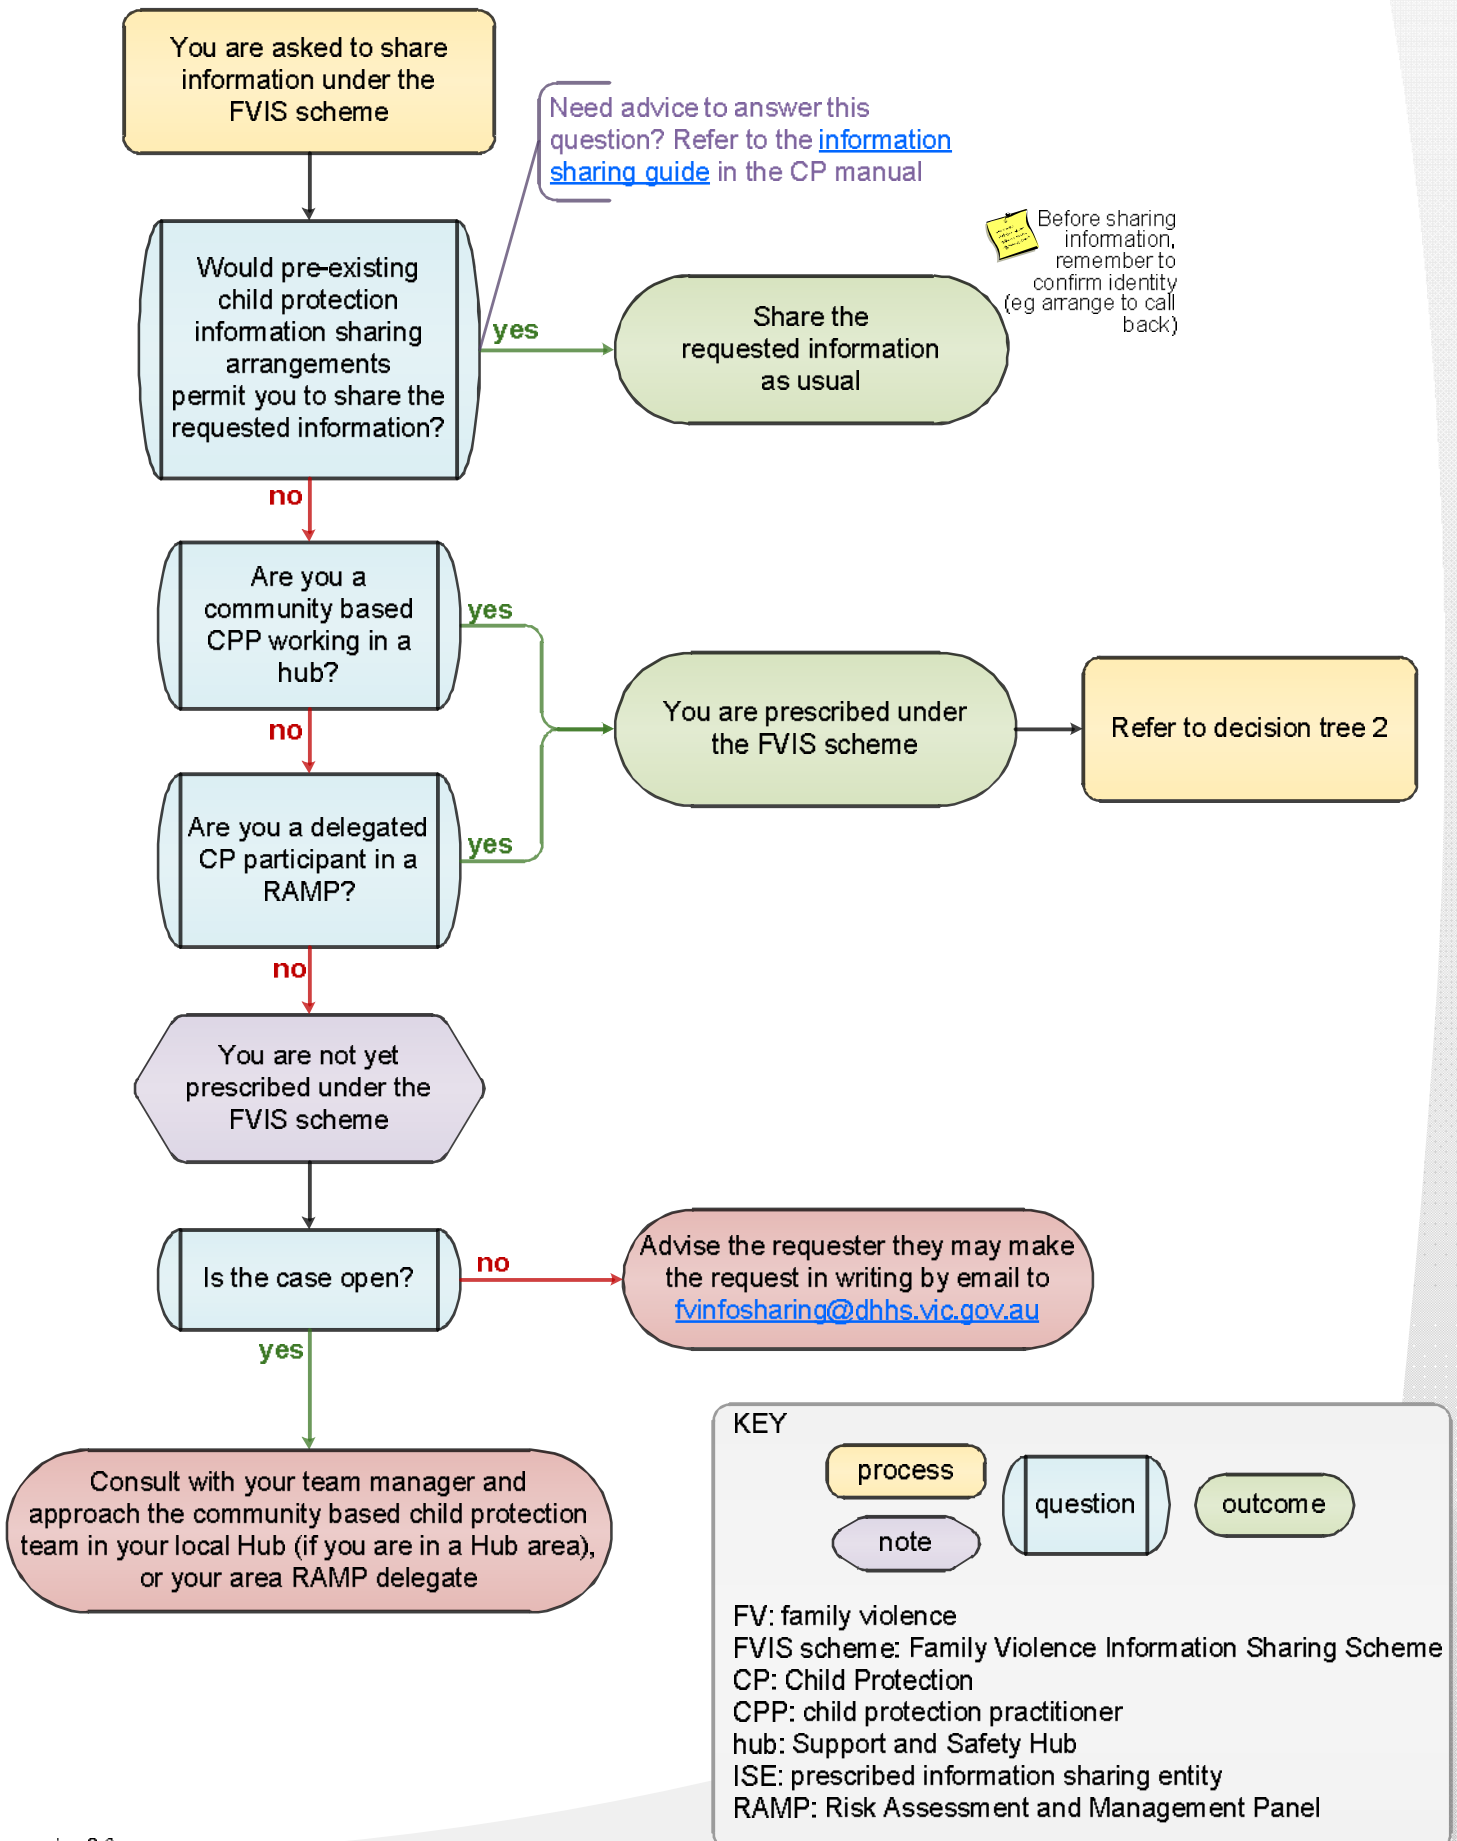 You are asked to share
information under the
FVIS scheme
Need advice to answer this
question? Refer to the information
sharing guide in the CP manual
Before sharing
information,
remember to
confirm identity
(eg arrange to call
back)
Would pre-existing
child protection
information sharing
arrangements
permit you to share the
requested information?
yes
Share the
requested information
as usual
no
Are you a
community based
CPP working in a
hub?
yes
You are prescribed under
the FVIS scheme
Refer to decision tree 2
no
Are you a delegated
CP participant in a
RAMP?
yes
no
You are not yet
prescribed under the
FVIS scheme
Is the case open?
no
Advise the requester they may make
the request in writing by email to
fvinfosharing@dhhs.vic.gov.au
yes
Consult with your team manager and
approach the community based child protection
team in your local Hub (if you are in a Hub area),
or your area RAMP delegate
KEY
process
question
outcome
note
FV: family violence
FVIS scheme: Family Violence Information Sharing Scheme
CP: Child Protection
CPP: child protection practitioner
hub: Support and Safety Hub
ISE: prescribed information sharing entity
RAMP: Risk Assessment and Management Panel